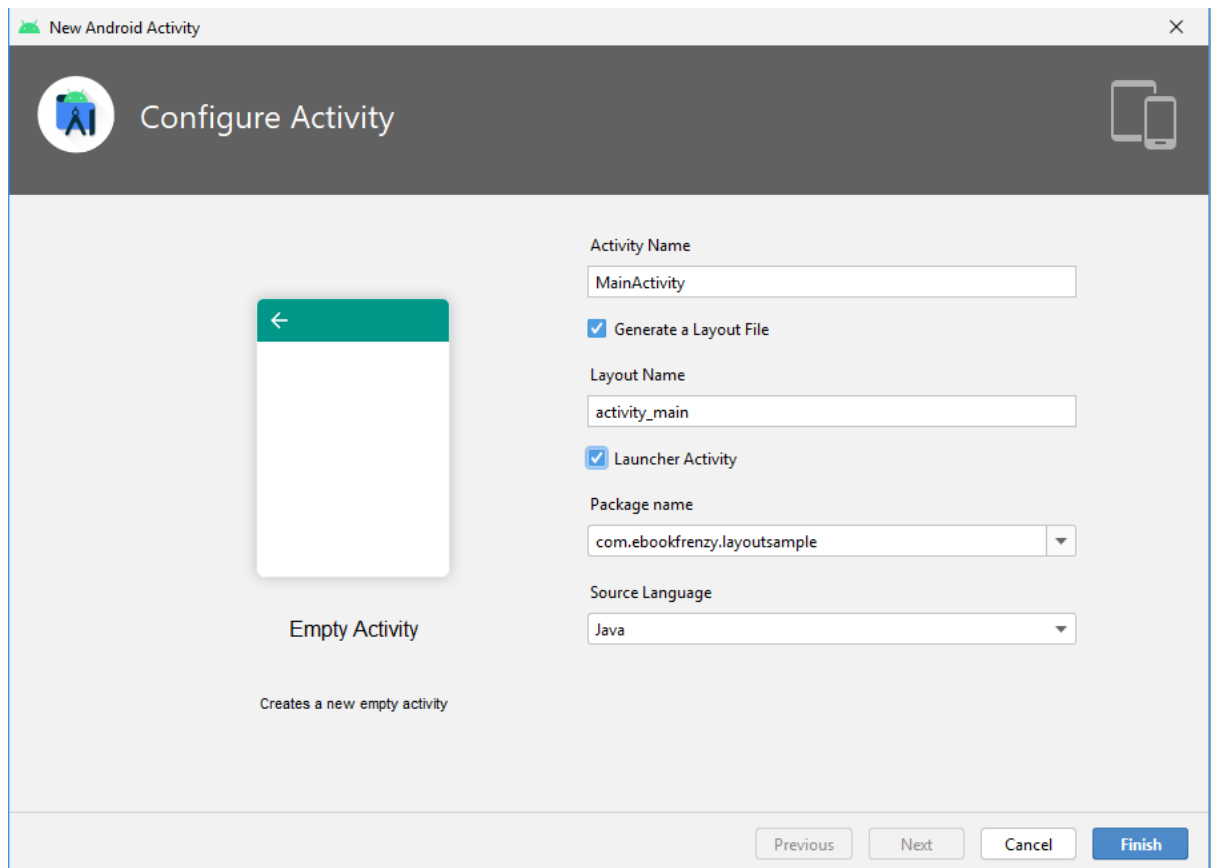 New Android Activity
Configure Activity
Activity Name
MainActivity
Generate a Layout File
Layout Name
activity_main
Launcher Activity
Package name
com.ebookfrenzy.layoutsample
Source Language
Java
Empty Activity
Creates a new empty activity
Previous
Next
Cancel
Finish